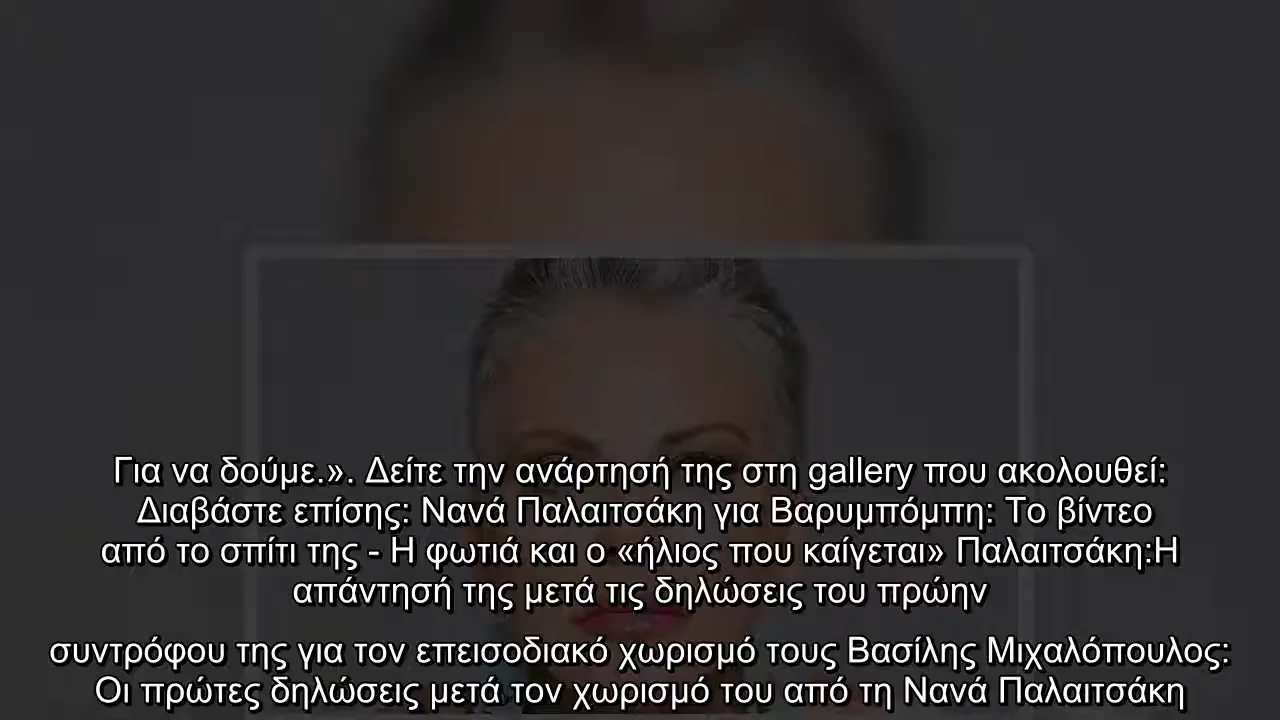 Για να δούμε.». Δείτε την ανάρτησή της στη gallery που ακολουθεί:
Διαβάστε επίσης: Νανά Παλαιτσάκη για Βαρυμπόμπη: Το βίντεο
από το σπίτι της - Η φωτιά και ο «ήλιος που καίγεται» Παλαιτσάκη:Η
απάντησή της μετά τις δηλώσεις του πρώην
συντρόφου της για τον επεισοδιακό χωρισμό τους Βασίλης Μιχαλόπουλος:
Οι πρώτες δηλώσεις μετά τον χωρισμό του από τη Νανά Παλαιτσάκη